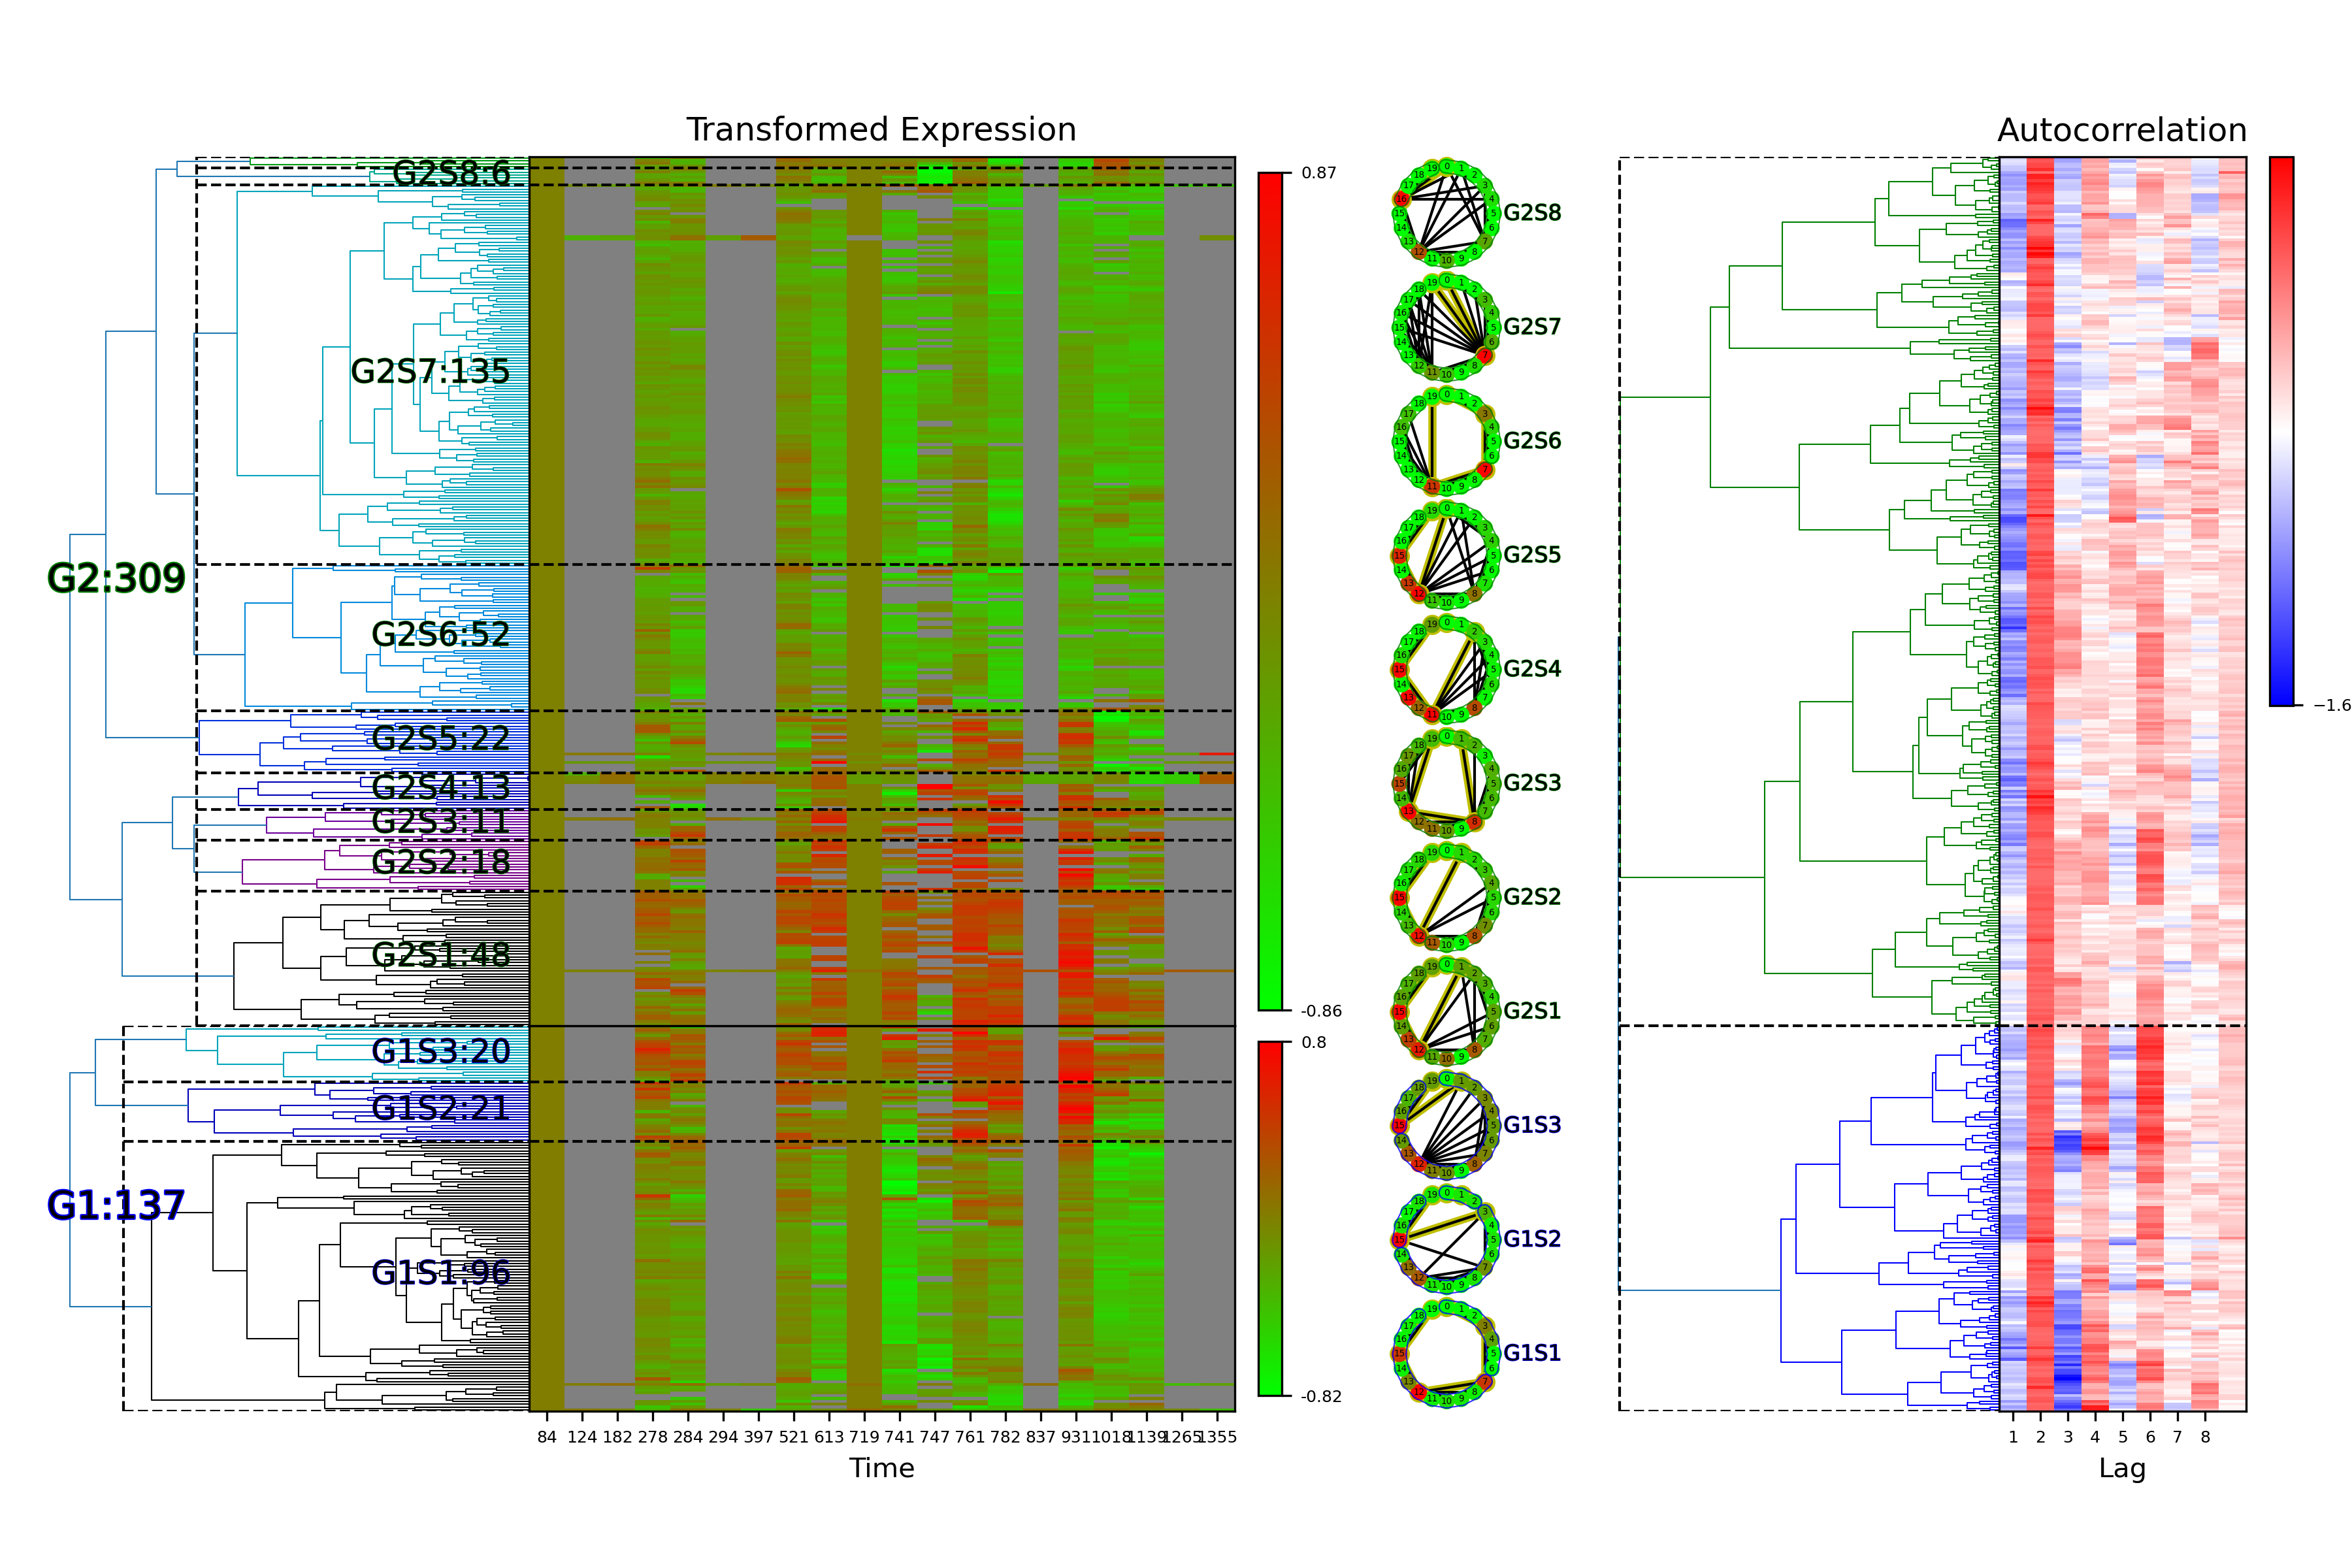 Transformed Expression
Autocorrelation
G2S8:6
G2S7:135
G2:309
G2S6:52
G2S5:22
G2S4:13
G2S3:11
G2S2:18
G2S1:48
G1S3:20
G1S2:21
G1:137
G1S1:96
0.87
-0.86
0.8
-0.82
G2S8
G2S7
G2S6
G2S5
G2S4
G2S3
G2S2
G2S1
G1S3
G1S2
G1S1
−1.6
84 124 182 278 284 294 397 521 613 719 741 747 761 782 837 931 1018 1139 1265 1355
Time
1 2 3 4 5 6 7 8
Lag